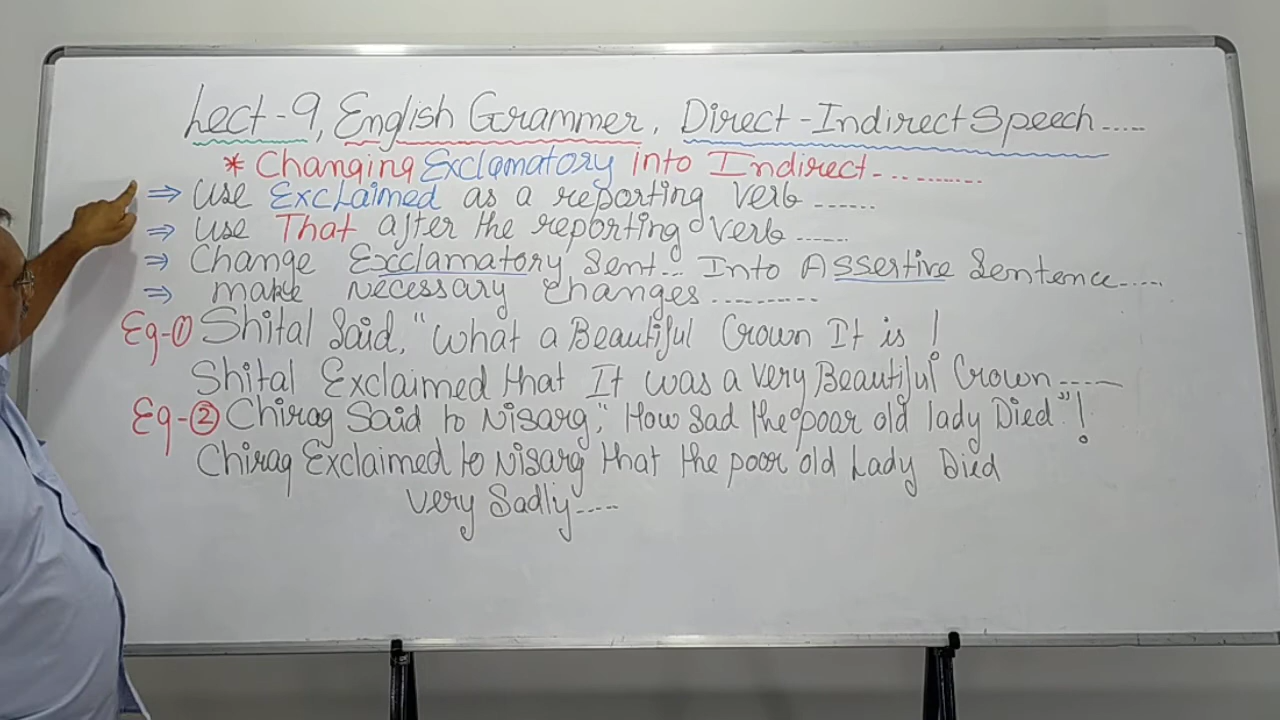 Lect-9, English Grammer, Direct-Indirect Speech.....
* Changing Exclamatory into Indirect..........
⇒ Use Exclaimed as a reporting Verb ......
⇒ Use That after the reporting Verb .....
⇒ Change Exclamatory Sent... Into Assertive Sentence.....
⇒ make Necessary changes..........
Eg-① Shital Said, "What a Beautiful Crown It is !
Shital Exclaimed that It was a very Beautiful Crown.....
Eg-② Chirag Said to Nisarg, "How Sad the poor old lady Died"!
Chirag Exclaimed to Nisarg that the poor old Lady Died
very Sadly....